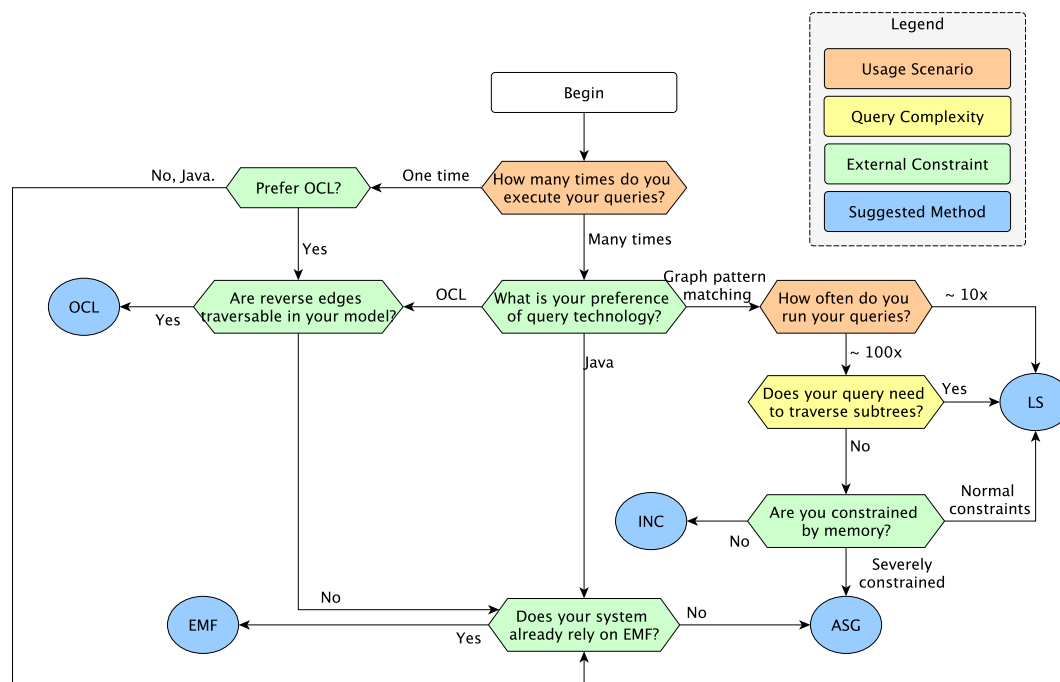 Legend
Usage Scenario
Query Complexity
External Constraint
Suggested Method
Begin
No, Java.
Prefer OCL?
One time
How many times do you
execute your queries?
Yes
Many times
OCL
Yes
Are reverse edges
traversable in your model?
OCL
What is your preference
of query technology?
Graph pattern
matching
How often do you
run your queries?
~ 10x
~ 100x
Java
Does your query need
to traverse subtrees?
Yes
LS
No
INC
No
Are you constrained
by memory?
Normal
constraints
Severely
constrained
No
EMF
Yes
Does your system
already rely on EMF?
No
ASG